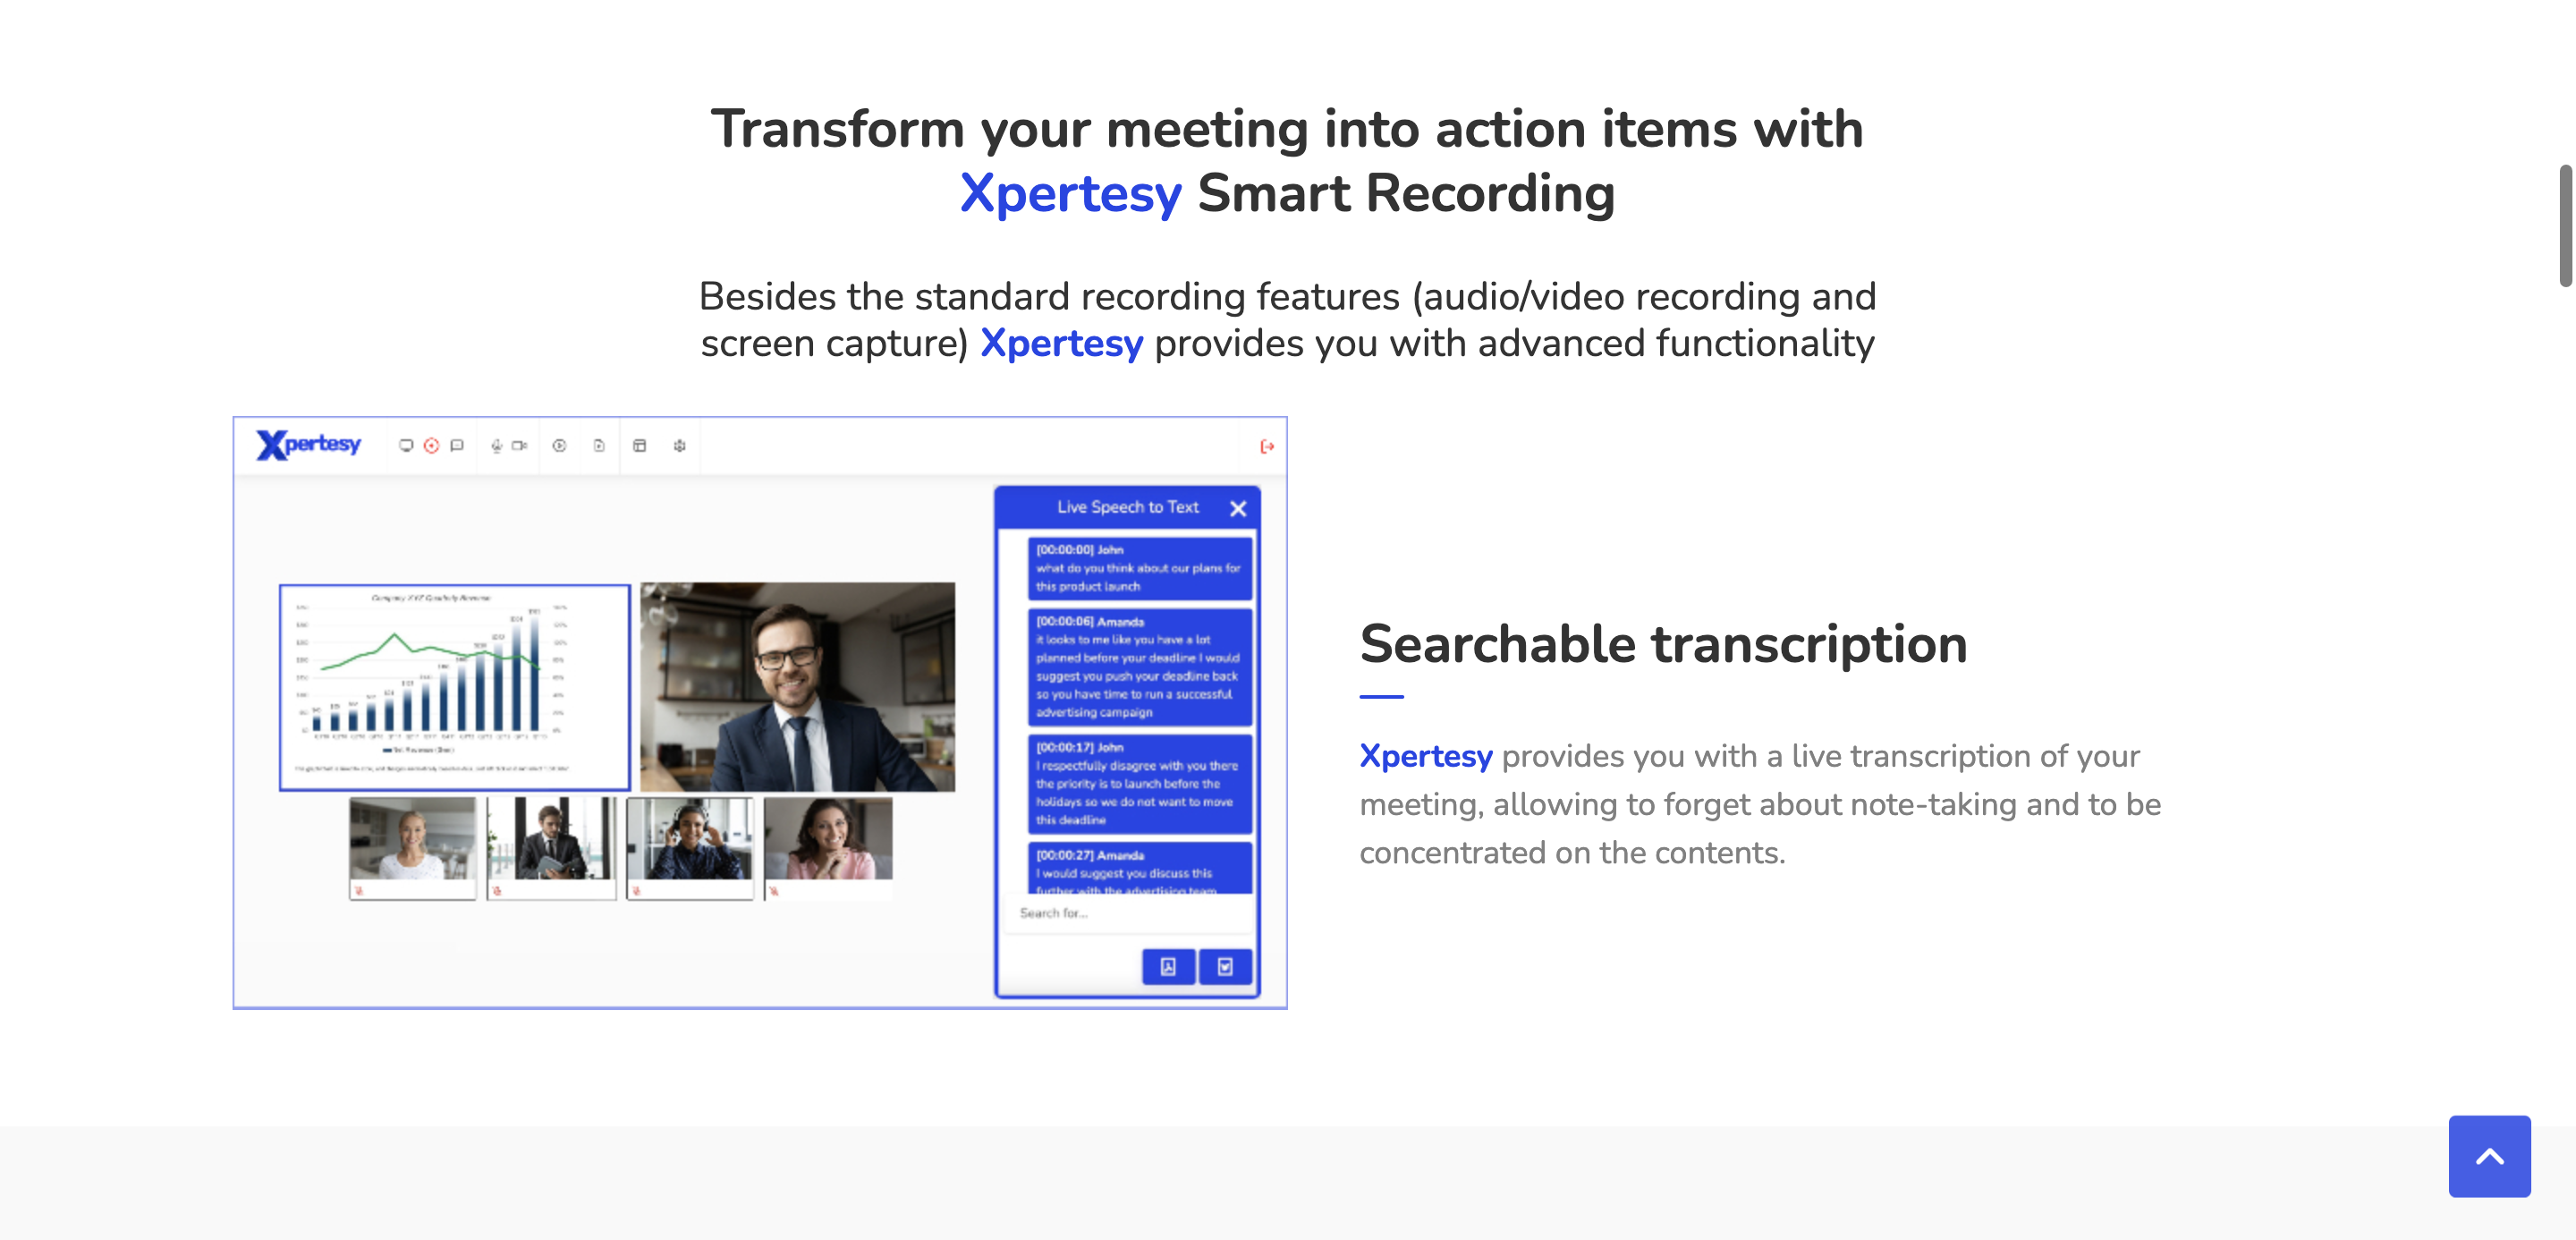 Transform your meeting into action items with
Xpertesy Smart Recording
Besides the standard recording features (audio/video recording and
screen capture) Xpertesy provides you with advanced functionality
Xpertesy
Live Speech to Text
[00:00:00] John
what do you think about our plans for
this product launch
[00:00:06] Amanda
it looks to me like you have a lot
planned before your deadline I would
suggest you push your deadline back
so you have time to run a successful
advertising campaign
[00:00:17] John
I respectfully disagree with you there
the priority is to launch before the
holidays so we do not want to move
this deadline
[00:00:27] Amanda
I would suggest you discuss this
further with the advertising team
Search for...
Company XYZ Quarterly Revenue
Searchable transcription
Xpertesy provides you with a live transcription of your
meeting, allowing to forget about note-taking and to be
concentrated on the contents.